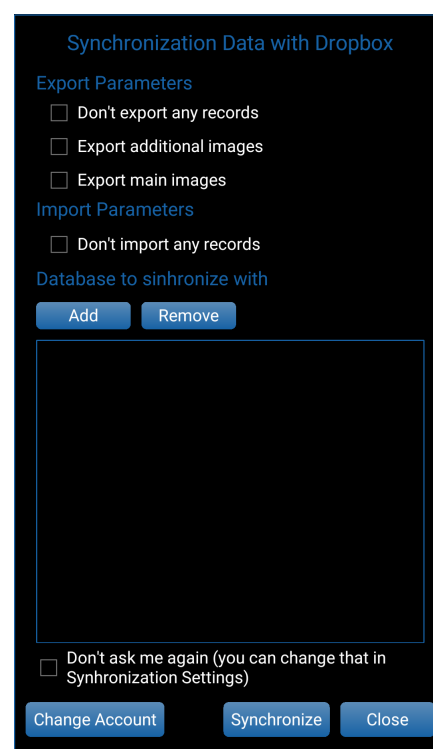 Synchronization Data with Dropbox
Export Parameters
Don't export any records
Export additional images
Export main images
Import Parameters
Don't import any records
Database to sinhronize with
Add Remove
Don't ask me again (you can change that in
Synhronization Settings)
Change Account Synchronize Close